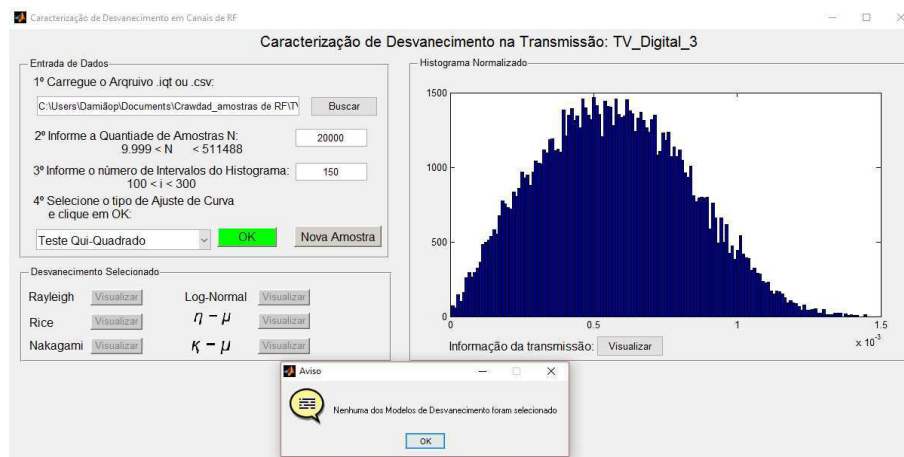 Caracterização de Desvanecimento em Canais de RF
Caracterização de Desvanecimento na Transmissão: TV_Digital_3
Entrada de Dados
1º Carregue o Arqruivo .iqt ou .csv:
C:\Users\Damiãop\Documents\Crawdad_amostras de RF\T\
Buscar
2º Informe a Quantiade de Amostras N:
20000
9.999 < N < 511488
3º Informe o número de Intervalos do Histograma:
150
100 < i < 300
4º Selecione o tipo de Ajuste de Curva
e clique em OK:
Teste Qui-Quadrado
OK
Nova Amostra
Desvanecimento Selecionado
Rayleigh Visualizar Log-Normal Visualizar
Rice Visualizar η − μ Visualizar
Nakagami Visualizar κ − μ Visualizar
Histograma Normalizado
1500
1000
500
0
0 0.5 1 1.5
x 10⁻³
Informação da transmissão: Visualizar
Aviso
Nenhuma dos Modelos de Desvanecimento foram selecionado
OK